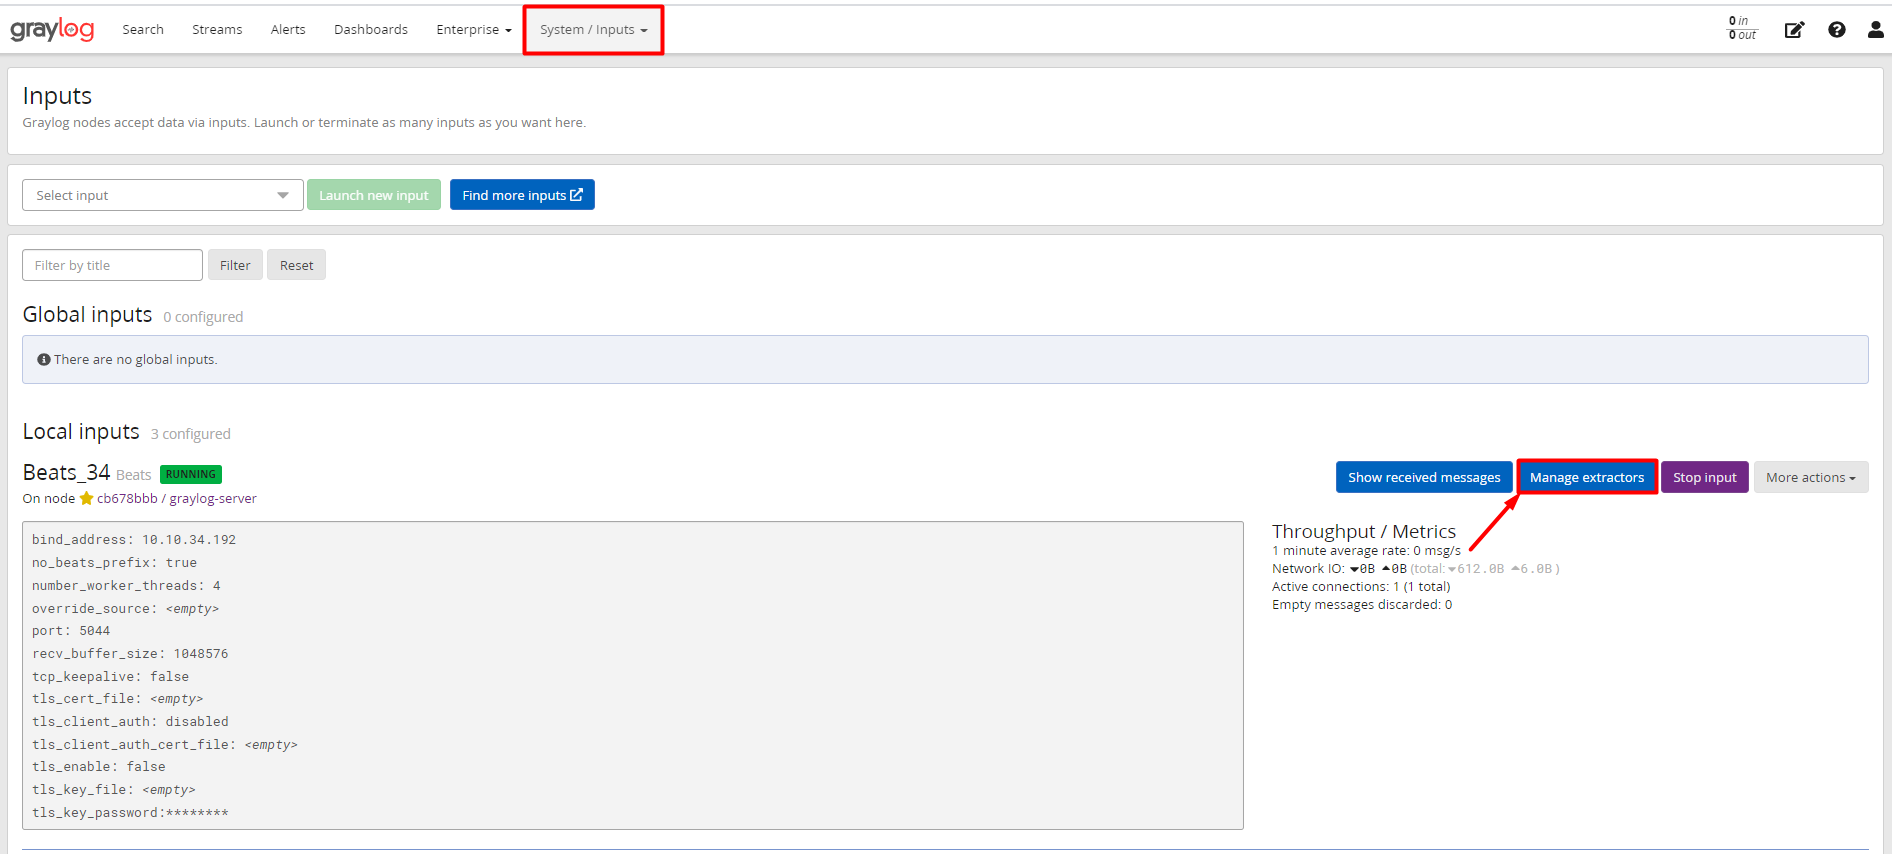 graylog Search Streams Alerts Dashboards Enterprise System / Inputs 0 in
0 out
Inputs
Graylog nodes accept data via inputs. Launch or terminate as many inputs as you want here.
Select input Launch new input Find more inputs
Filter by title Filter Reset
Global inputs 0 configured
There are no global inputs.
Local inputs 3 configured
Beats_34 Beats RUNNING Show received messages Manage extractors Stop input More actions
On node cb678bbb / graylog-server
bind_address: 10.10.34.192
no_beats_prefix: true
number_worker_threads: 4
override_source: <empty>
port: 5044
recv_buffer_size: 1048576
tcp_keepalive: false
tls_cert_file: <empty>
tls_client_auth: disabled
tls_client_auth_cert_file: <empty>
tls_enable: false
tls_key_file: <empty>
tls_key_password:********
Throughput / Metrics
1 minute average rate: 0 msg/s
Network IO: 0B 0B (total: 612.0B 6.0B )
Active connections: 1 (1 total)
Empty messages discarded: 0